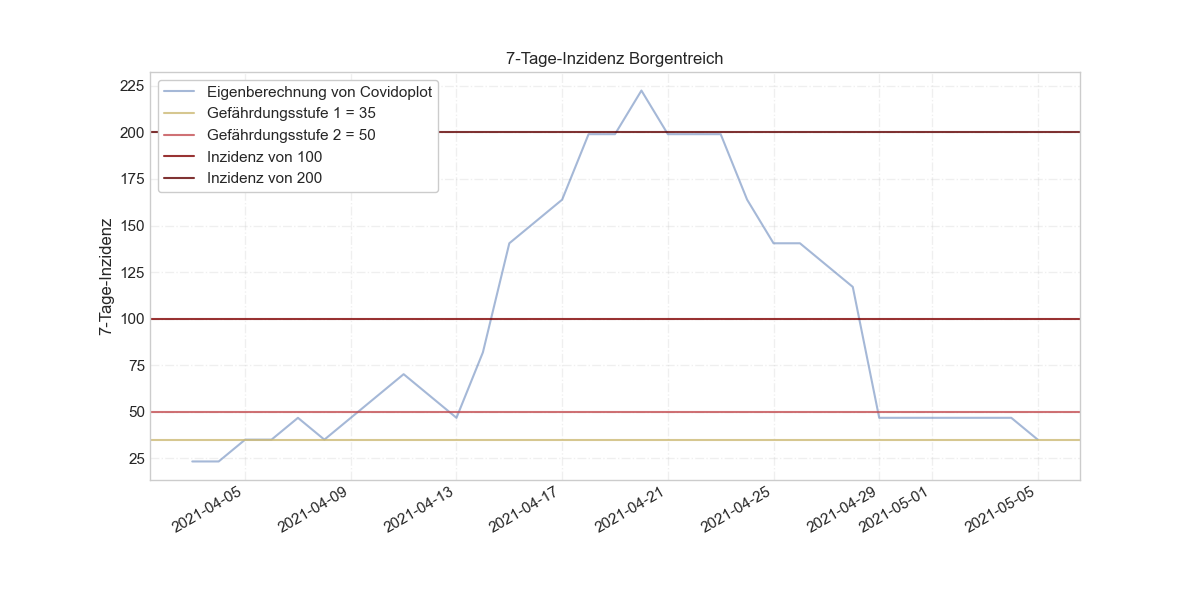 7-Tage-Inzidenz Borgentreich
Eigenberechnung von Covidoplot
Gefährdungsstufe 1 = 35
Gefährdungsstufe 2 = 50
Inzidenz von 100
Inzidenz von 200
7-Tage-Inzidenz
225
200
175
150
125
100
75
50
25
2021-04-05
2021-04-09
2021-04-13
2021-04-17
2021-04-21
2021-04-25
2021-04-29
2021-05-01
2021-05-05